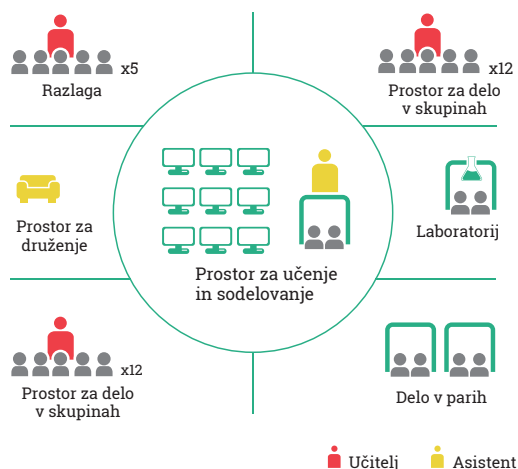 x5
Razlaga
x12
Prostor za delo
v skupinah
Prostor za
druženje
Prostor za učenje
in sodelovanje
Laboratorij
x12
Prostor za delo
v skupinah
Delo v parih
Učitelj
Asistent